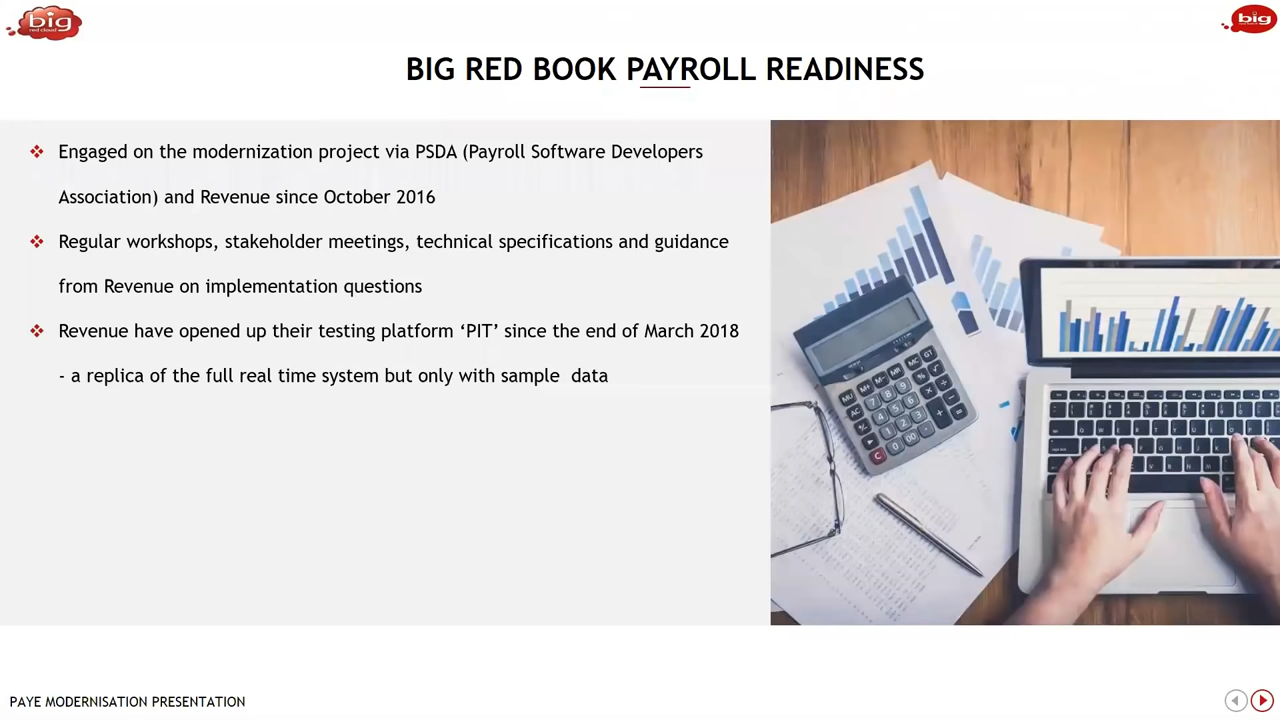 big
red cloud
big
BIG RED BOOK PAYROLL READINESS
Engaged on the modernization project via PSDA (Payroll Software Developers
Association) and Revenue since October 2016
Regular workshops, stakeholder meetings, technical specifications and guidance
from Revenue on implementation questions
Revenue have opened up their testing platform ‘PIT’ since the end of March 2018
- a replica of the full real time system but only with sample data
PAYE MODERNISATION PRESENTATION